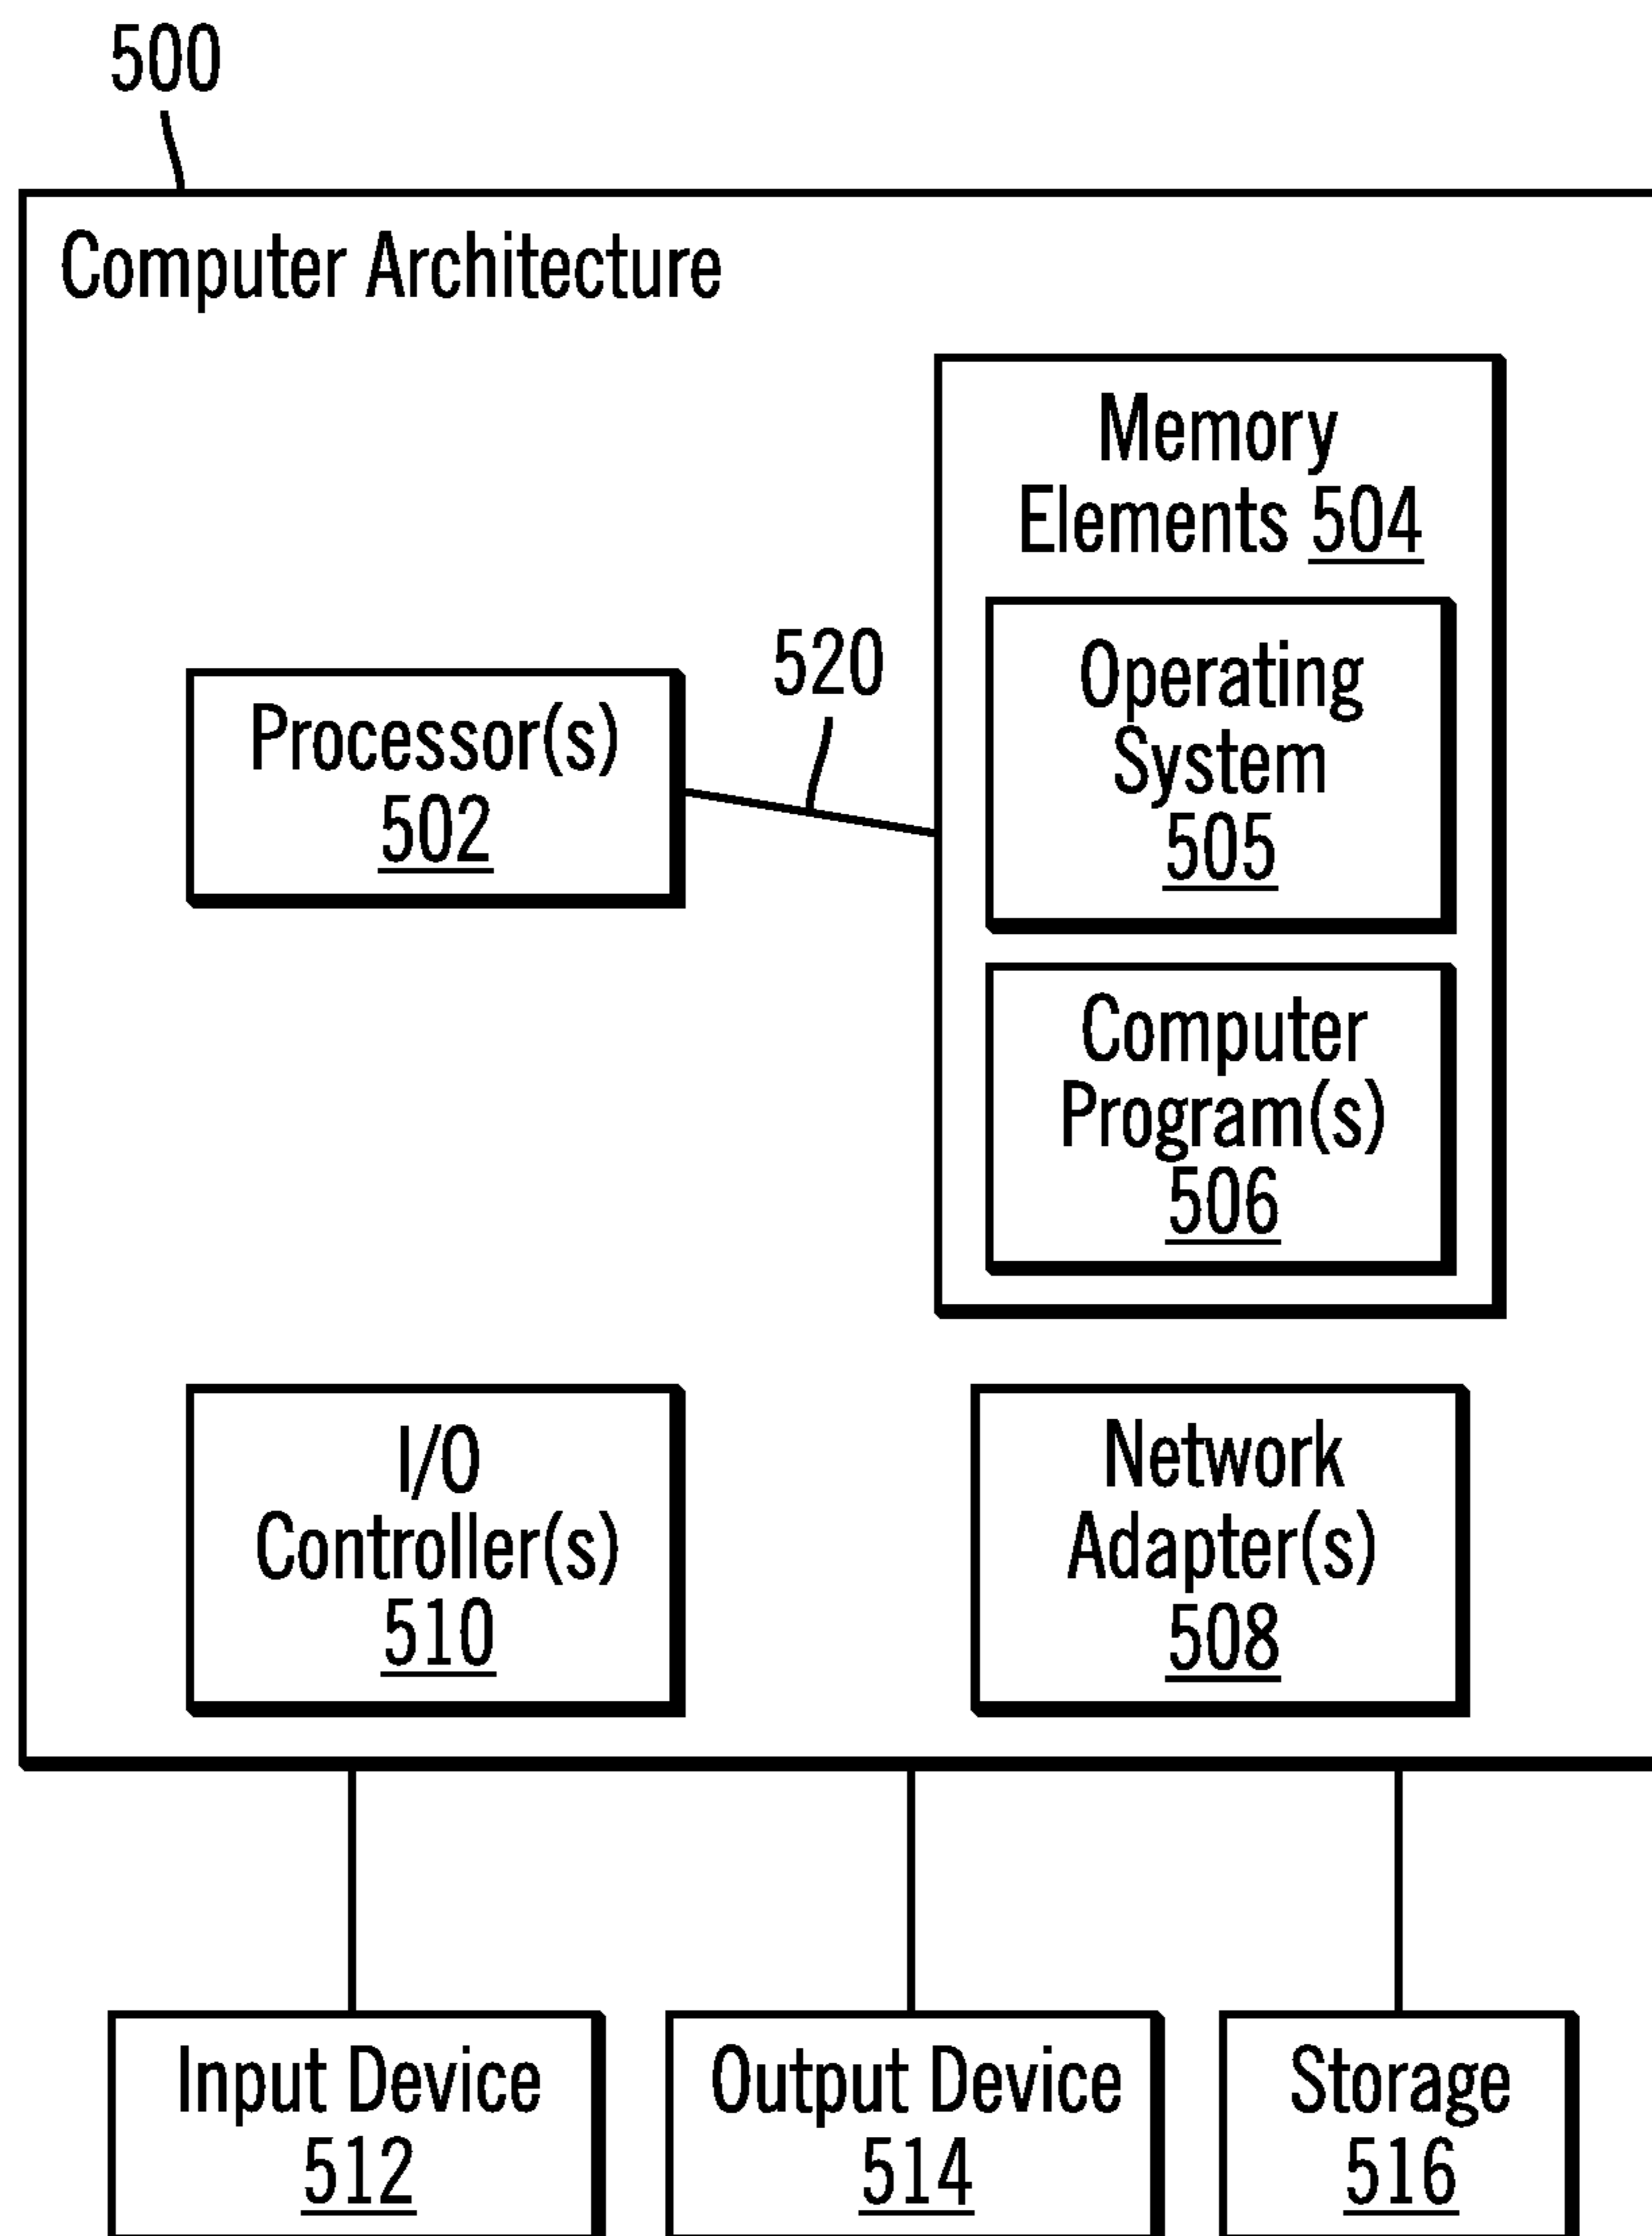 500
Computer Architecture
Memory
Elements 504
Operating
System
505
520
Processor(s)
502
Computer
Program(s)
506
I/O
Controller(s)
510
Network
Adapter(s)
508
Input Device
512
Output Device
514
Storage
516